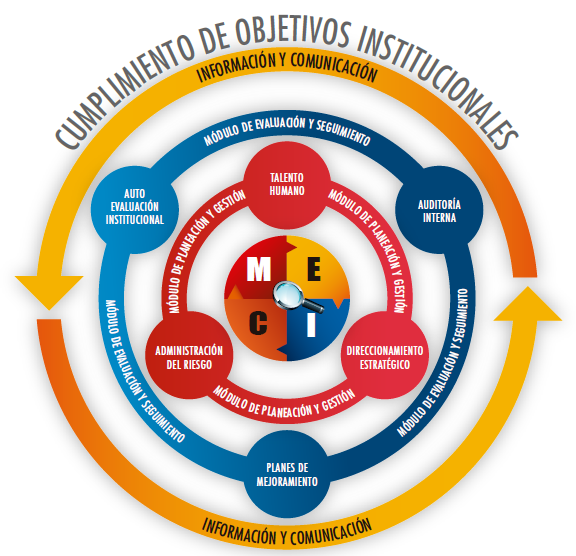 CUMPLIMIENTO DE OBJETIVOS INSTITUCIONALES
INFORMACIÓN Y COMUNICACIÓN
MÓDULO DE EVALUACIÓN Y SEGUIMIENTO
AUTO
EVALUACIÓN
INSTITUCIONAL
TALENTO
HUMANO
AUDITORÍA
INTERNA
MÓDULO DE PLANEACIÓN Y GESTIÓN
MÓDULO DE PLANEACIÓN Y GESTIÓN
M E
C I
MÓDULO DE EVALUACIÓN Y SEGUIMIENTO
MÓDULO DE EVALUACIÓN Y SEGUIMIENTO
ADMINISTRACIÓN
DEL RIESGO
DIRECCIONAMIENTO
ESTRATÉGICO
MÓDULO DE PLANEACIÓN Y GESTIÓN
PLANES DE
MEJORAMIENTO
INFORMACIÓN Y COMUNICACIÓN